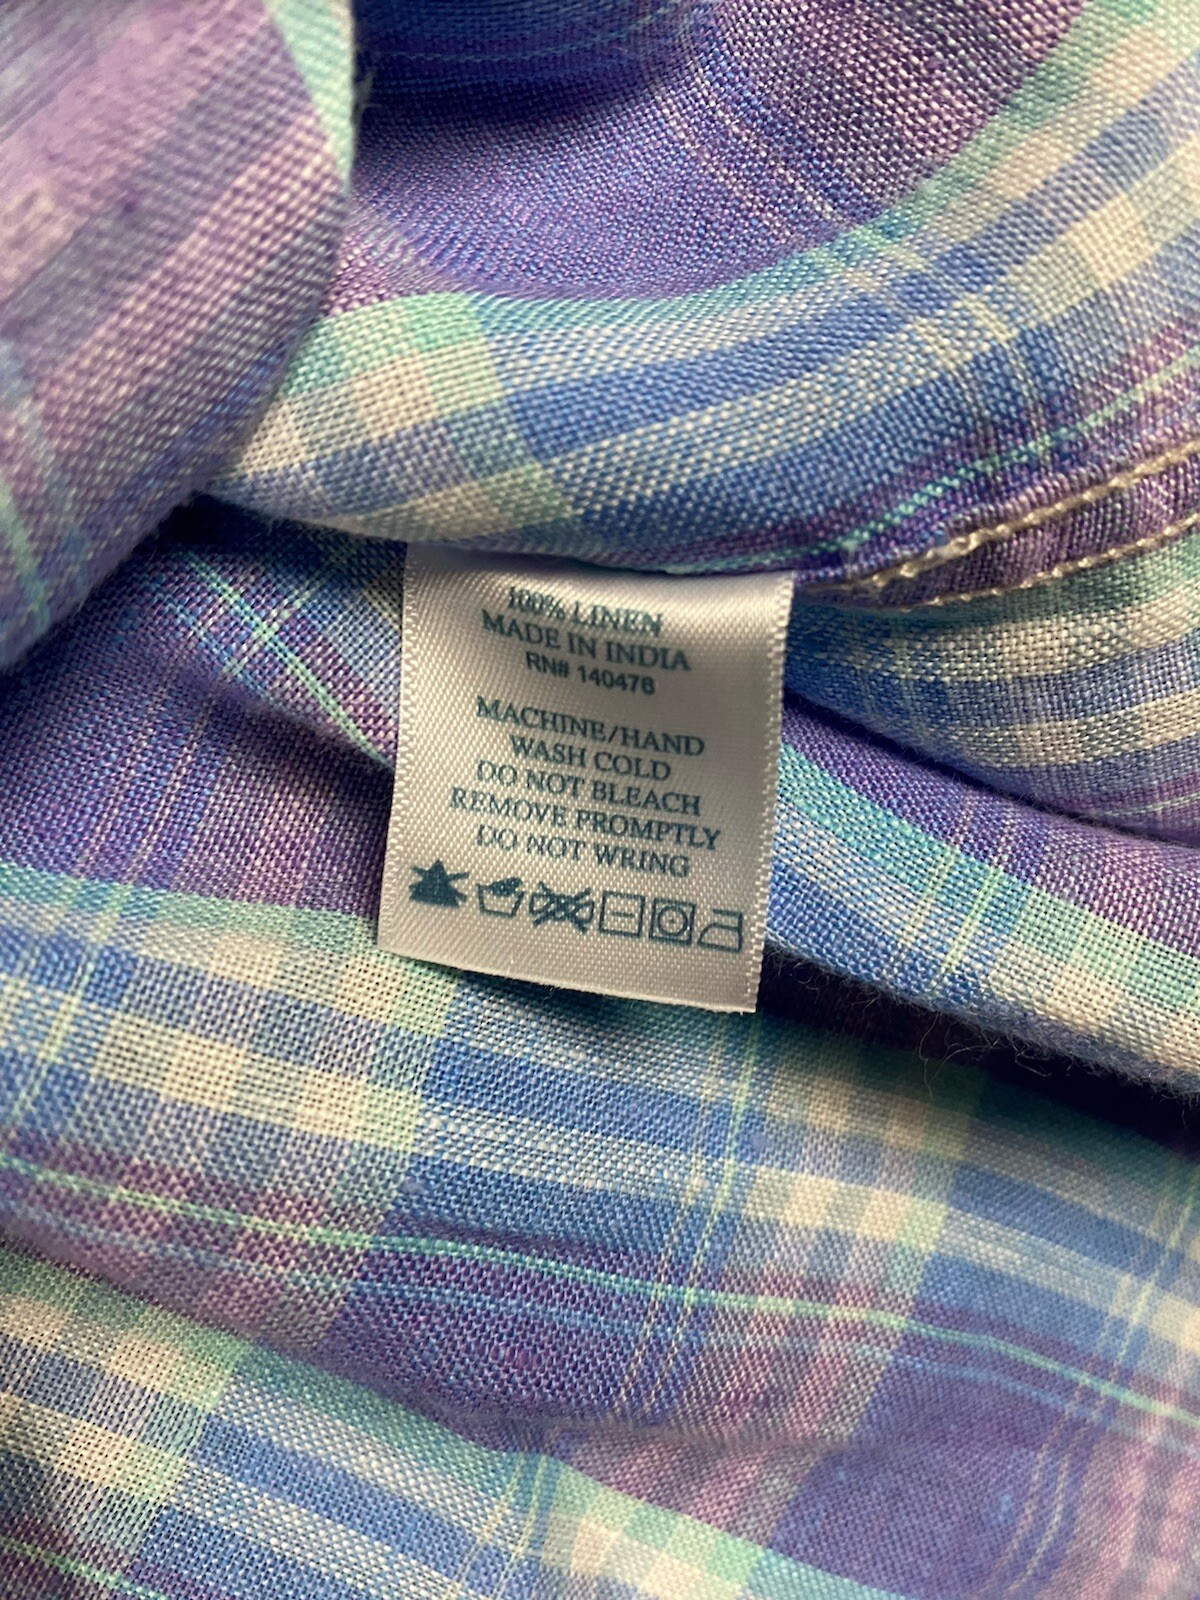 100% LINEN
MADE IN INDIA
RN# 140476
MACHINE/HAND
WASH COLD
DO NOT BLEACH
REMOVE PROMPTLY
DO NOT WRING